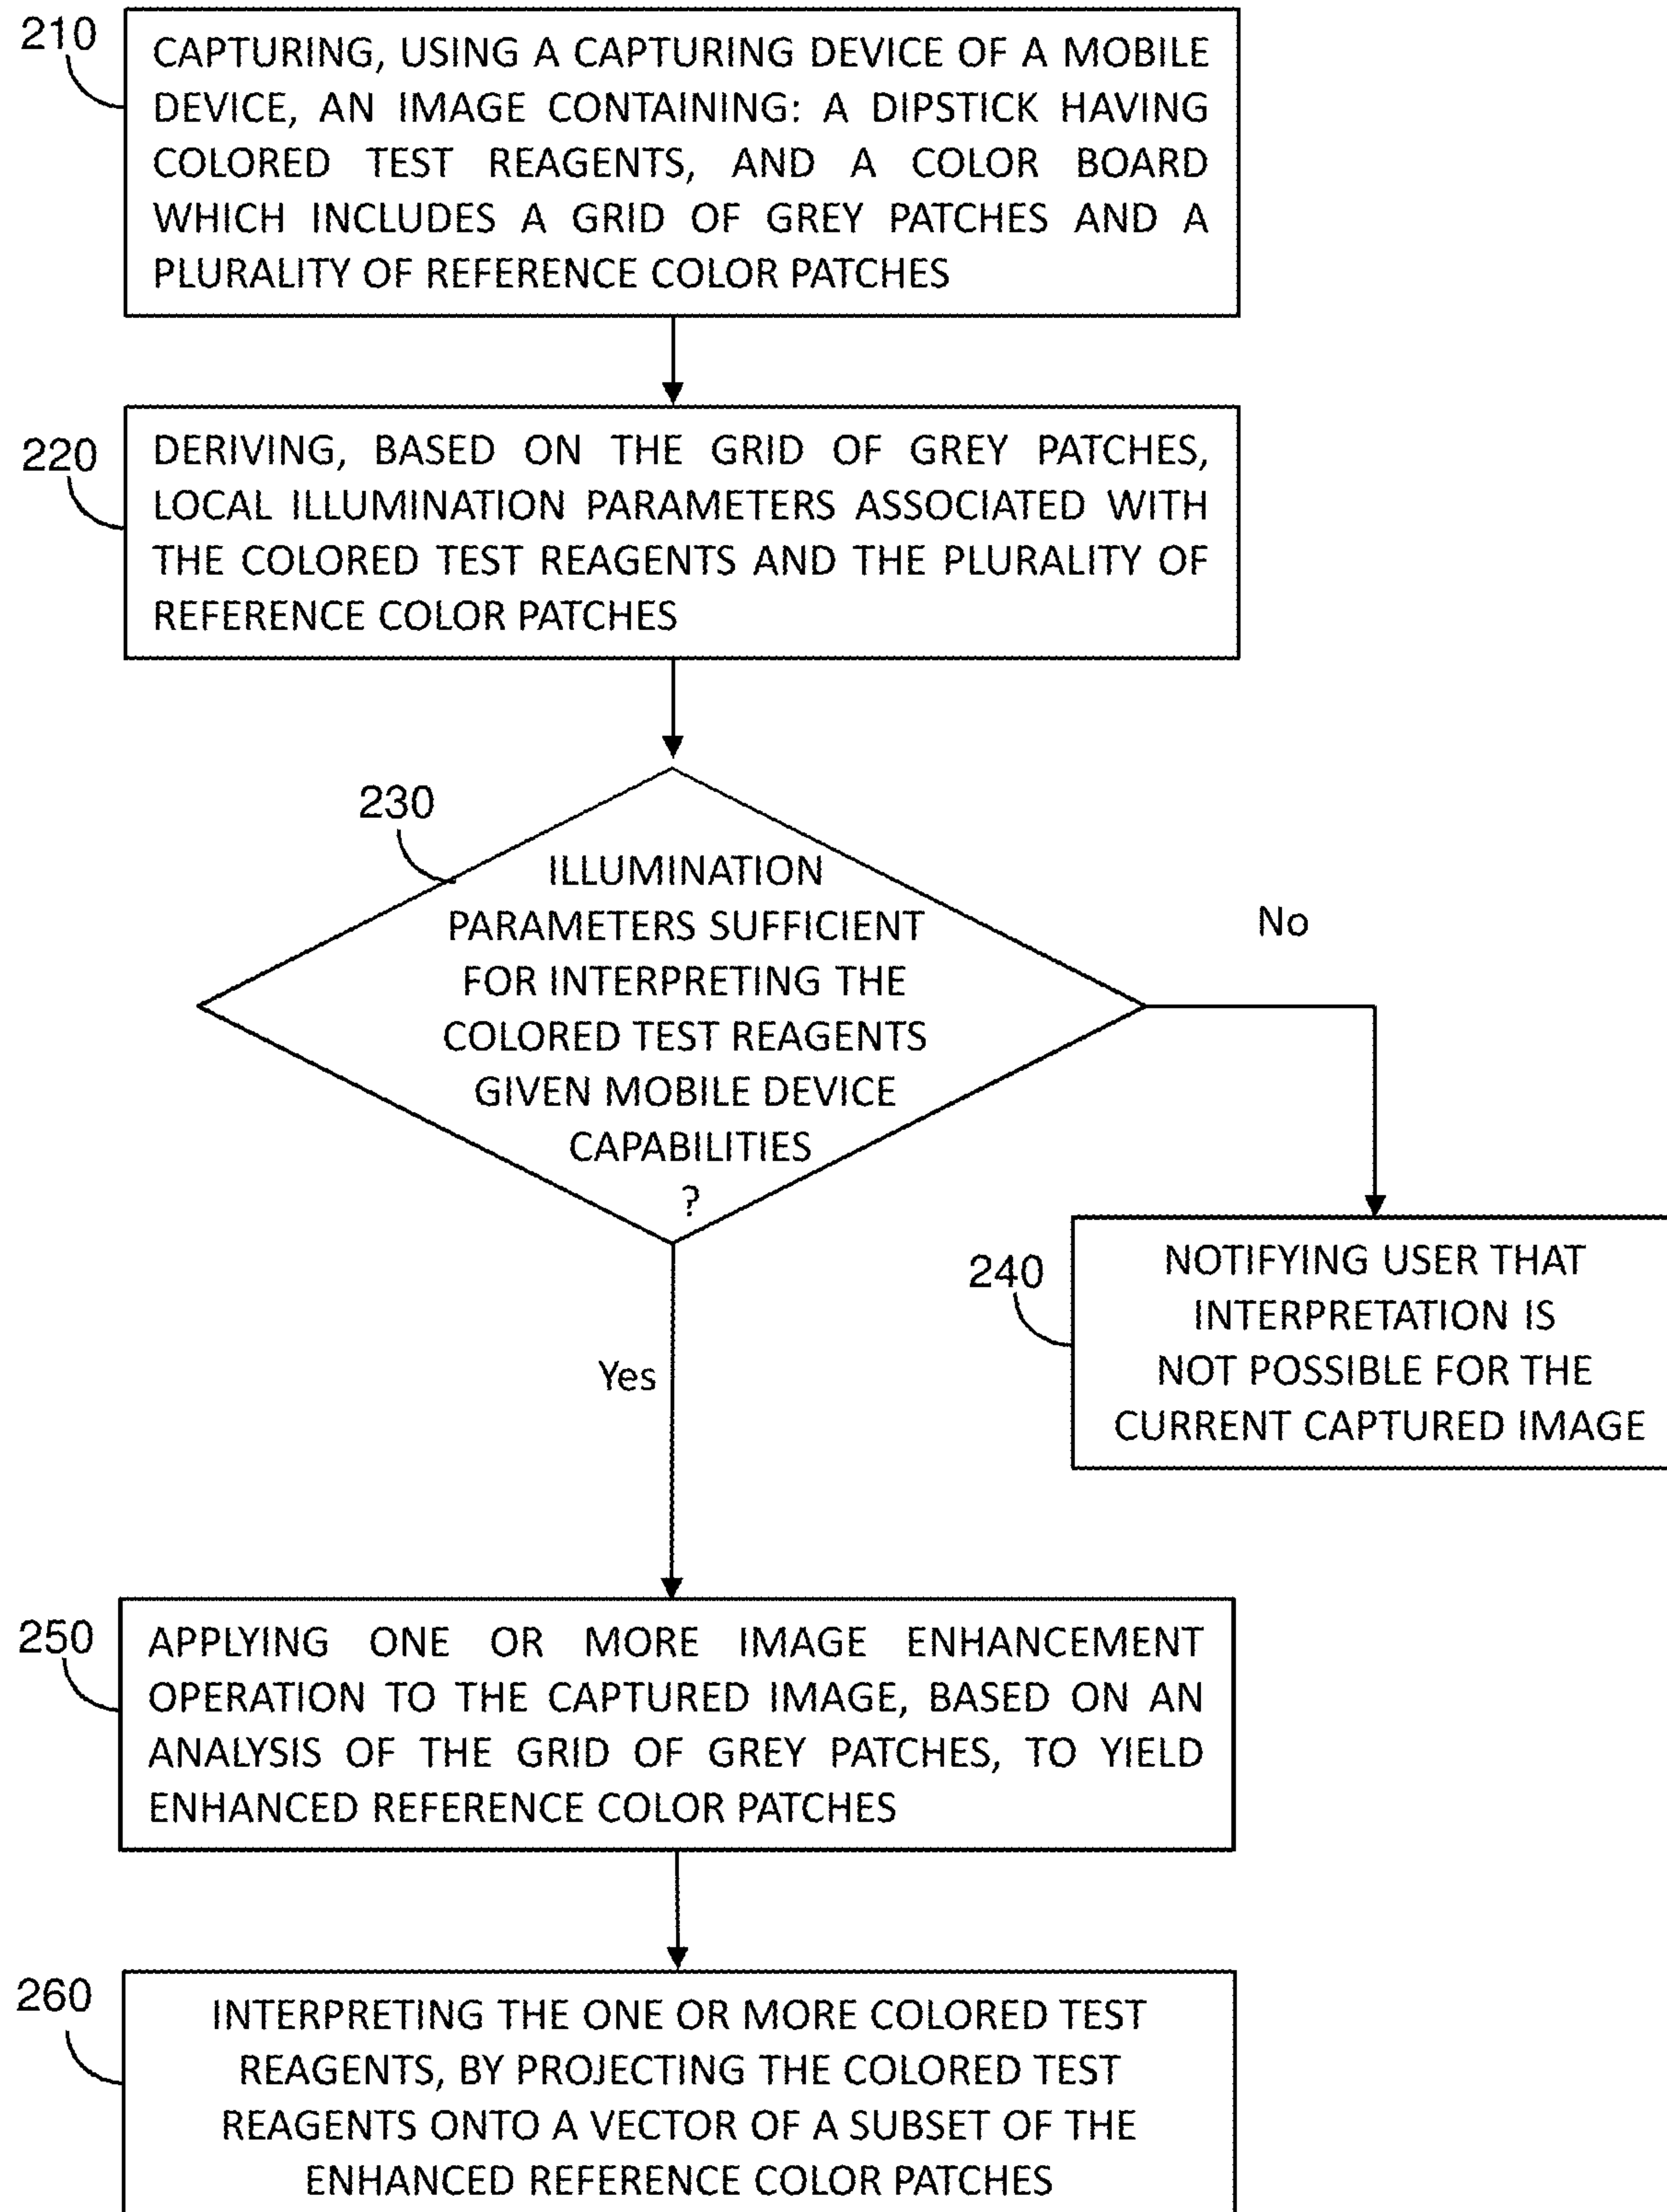 210
CAPTURING, USING A CAPTURING DEVICE OF A MOBILE
DEVICE, AN IMAGE CONTAINING: A DIPSTICK HAVING
COLORED TEST REAGENTS, AND A COLOR BOARD
WHICH INCLUDES A GRID OF GREY PATCHES AND A
PLURALITY OF REFERENCE COLOR PATCHES
220
DERIVING, BASED ON THE GRID OF GREY PATCHES,
LOCAL ILLUMINATION PARAMETERS ASSOCIATED WITH
THE COLORED TEST REAGENTS AND THE PLURALITY OF
REFERENCE COLOR PATCHES
230
ILLUMINATION
PARAMETERS SUFFICIENT
FOR INTERPRETING THE
COLORED TEST REAGENTS
GIVEN MOBILE DEVICE
CAPABILITIES
?
No
240
NOTIFYING USER THAT
INTERPRETATION IS
NOT POSSIBLE FOR THE
CURRENT CAPTURED IMAGE
Yes
250
APPLYING ONE OR MORE IMAGE ENHANCEMENT
OPERATION TO THE CAPTURED IMAGE, BASED ON AN
ANALYSIS OF THE GRID OF GREY PATCHES, TO YIELD
ENHANCED REFERENCE COLOR PATCHES
260
INTERPRETING THE ONE OR MORE COLORED TEST
REAGENTS, BY PROJECTING THE COLORED TEST
REAGENTS ONTO A VECTOR OF A SUBSET OF THE
ENHANCED REFERENCE COLOR PATCHES